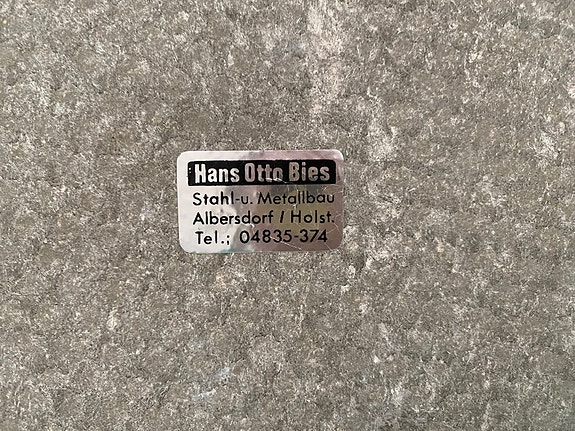 Hans Otto Bies
Stahl-u. Metallbau
Albersdorf / Holst.
Tel.: 04835-374